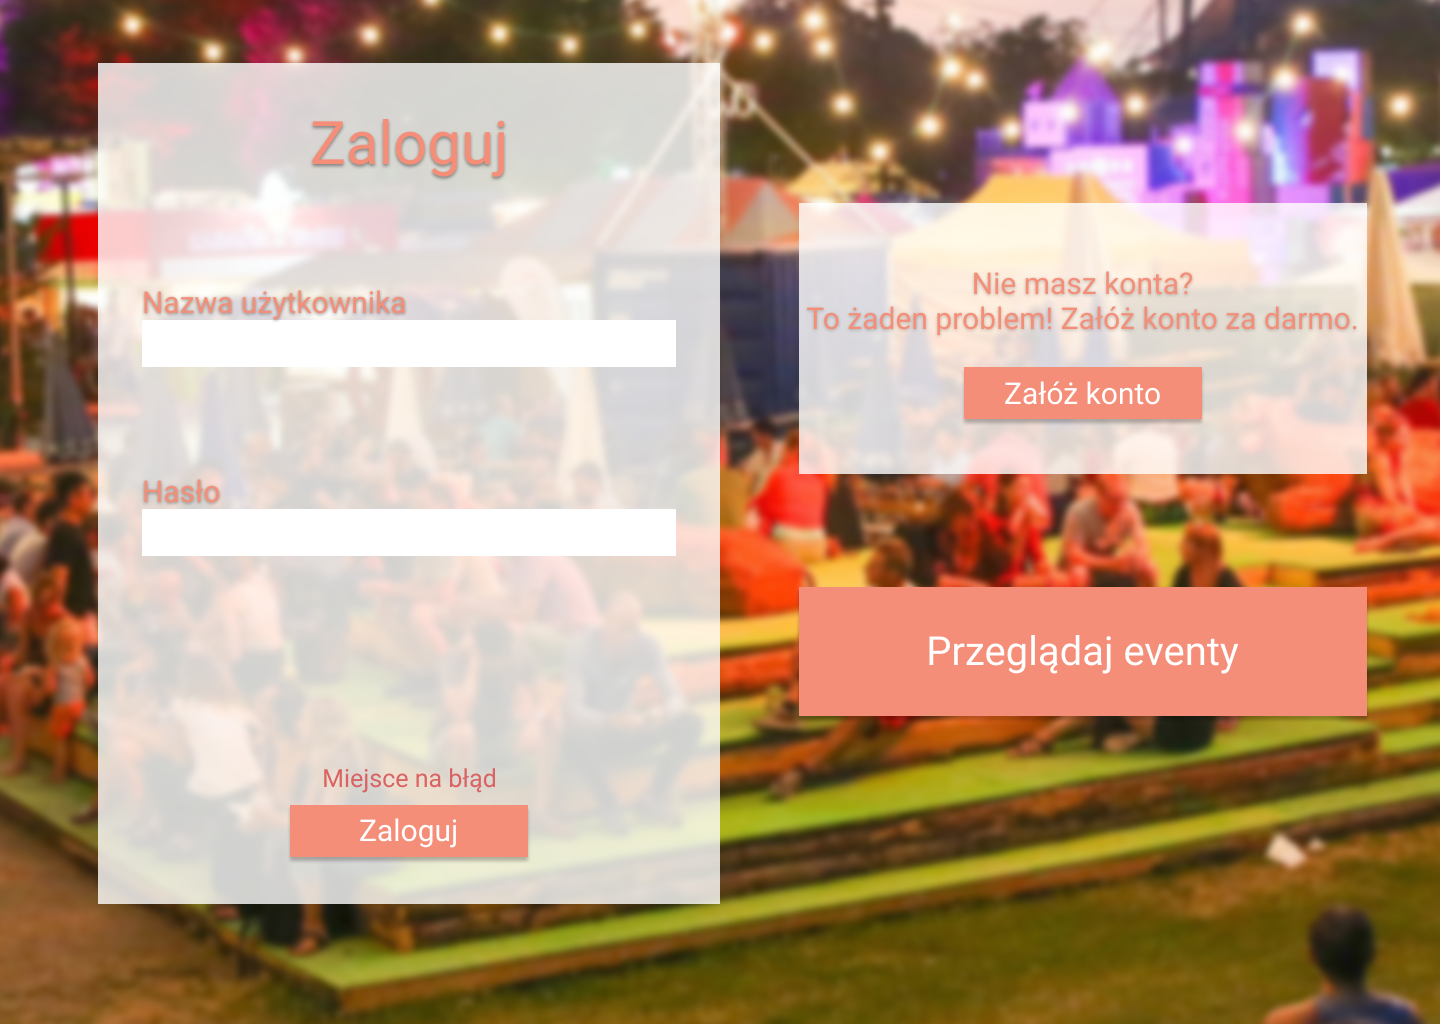 Zaloguj
Nazwa użytkownika
Hasło
Miejsce na błąd
Zaloguj
Nie masz konta?
To żaden problem! Załóż konto za darmo.
Załóż konto
Przeglądaj eventy